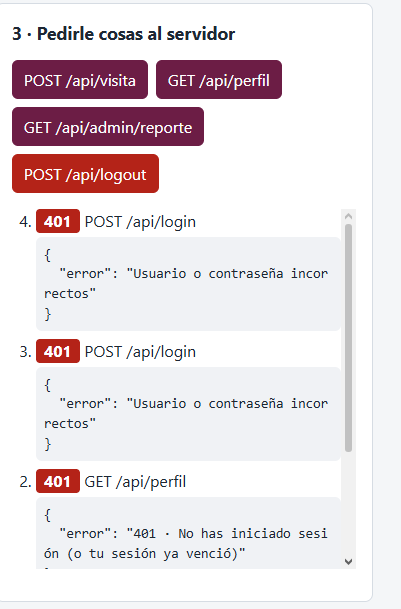 3 · Pedirle cosas al servidor
POST /api/visita
GET /api/perfil
GET /api/admin/reporte
POST /api/logout
4. 401 POST /api/login
{
"error": "Usuario o contraseña incor
rectos"
}
3. 401 POST /api/login
{
"error": "Usuario o contraseña incor
rectos"
}
2. 401 GET /api/perfil
{
"error": "401 · No has iniciado sesi
ón (o tu sesión ya venció)"